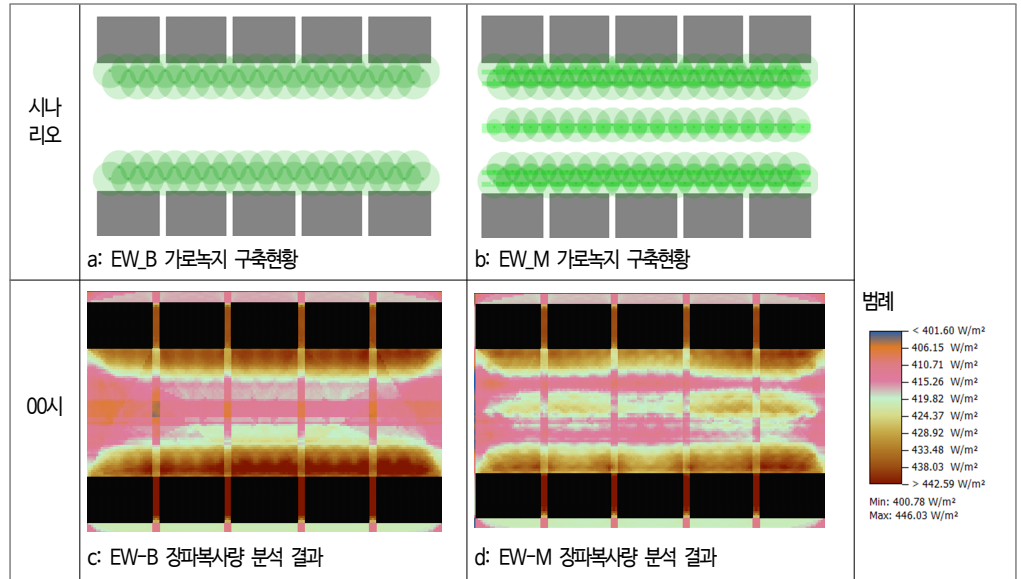 시나
리오
a: EW_B 가로녹지 구축현황
b: EW_M 가로녹지 구축현황
00시
c: EW-B 장파복사량 분석 결과
d: EW-M 장파복사량 분석 결과
범례
< 401.60 W/m²
406.15 W/m²
410.71 W/m²
415.26 W/m²
419.82 W/m²
424.37 W/m²
428.92 W/m²
433.48 W/m²
438.03 W/m²
> 442.59 W/m²
Min: 400.78 W/m²
Max: 446.03 W/m²